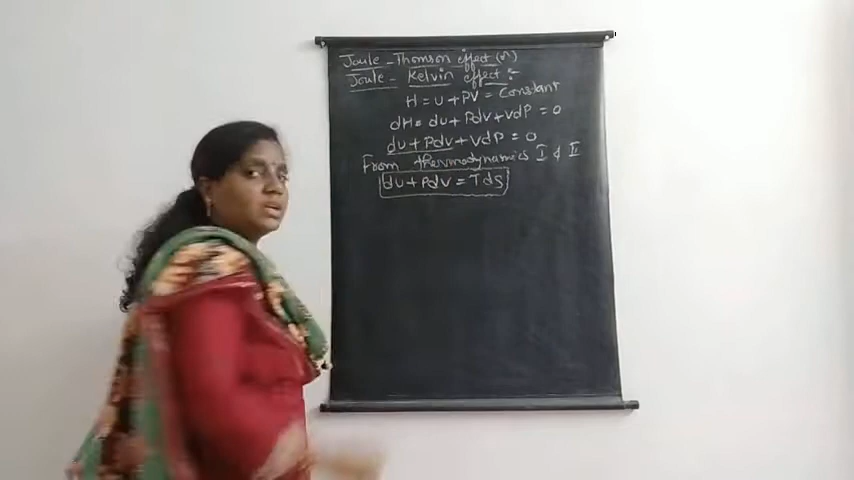 Joule - Thomson effect (or)
Joule - Kelvin effect :-
H = U + PV = Constant
dH = dU + PdV + VdP = 0
dU + PdV + VdP = 0
From thermodynamics I & II
dU + PdV = TdS